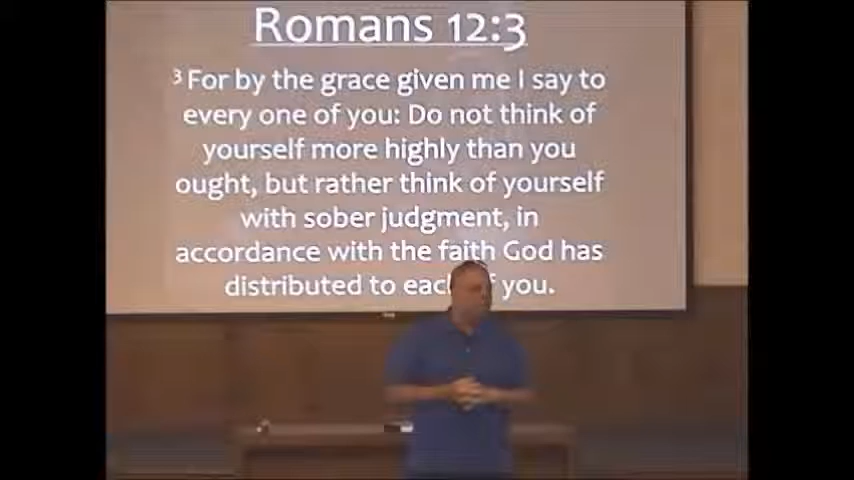 Romans 12:3
3 For by the grace given me I say to
every one of you: Do not think of
yourself more highly than you
ought, but rather think of yourself
with sober judgment, in
accordance with the faith God has
distributed to each of you.